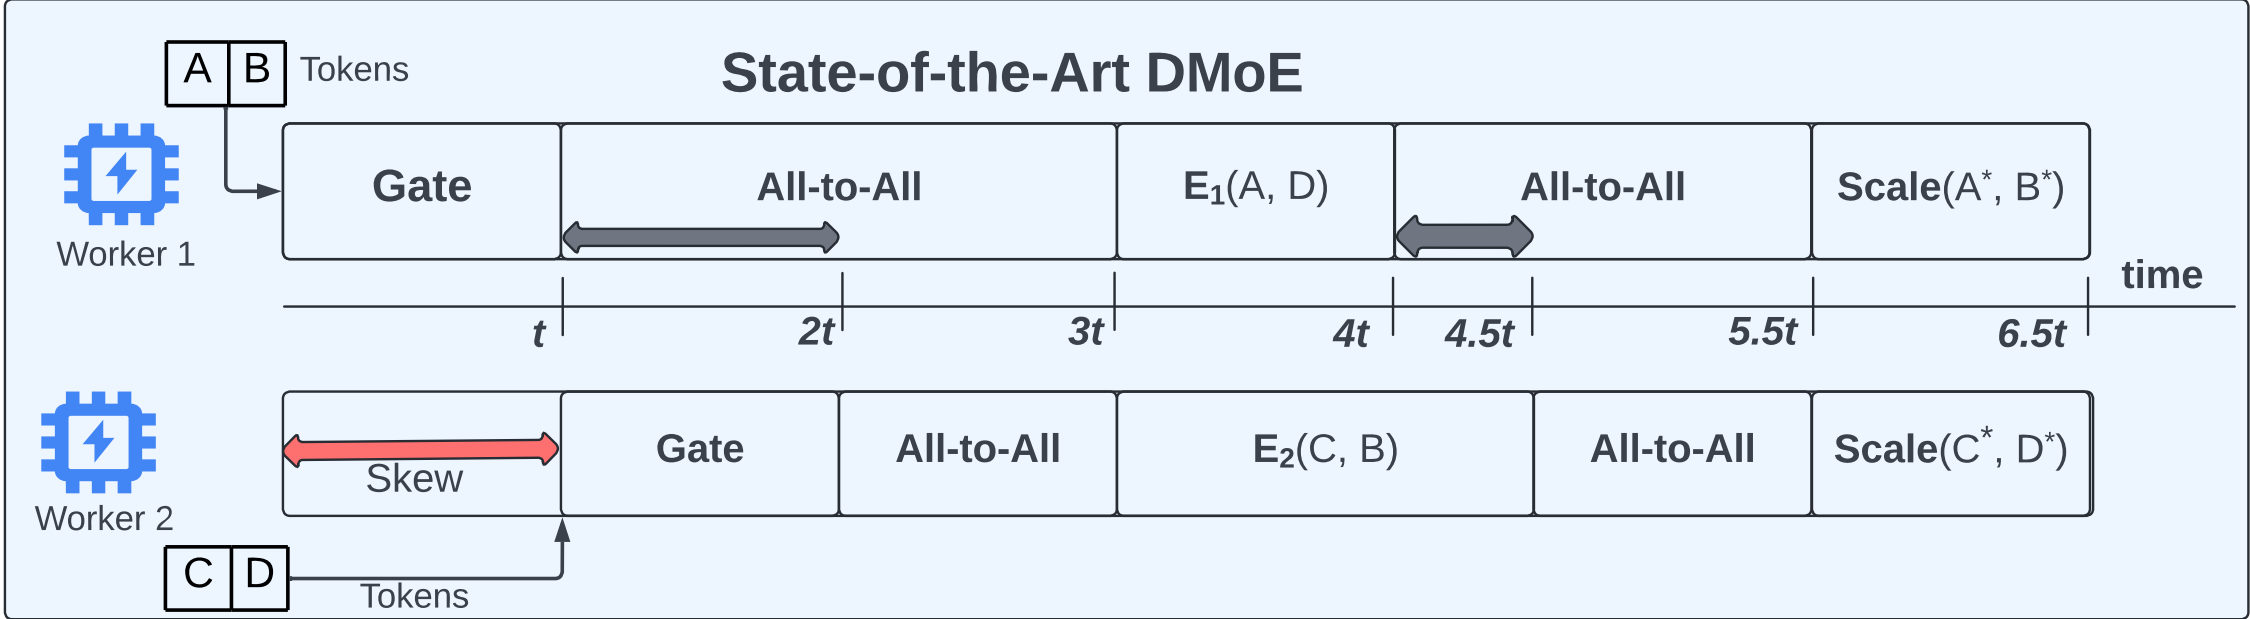 A B Tokens
State-of-the-Art DMoE
Worker 1
Gate
All-to-All
E₁(A, D)
All-to-All
Scale(A*, B*)
time
t 2t 3t 4t 4.5t 5.5t 6.5t
Skew
Gate
All-to-All
E₂(C, B)
All-to-All
Scale(C*, D*)
Worker 2
C D
Tokens